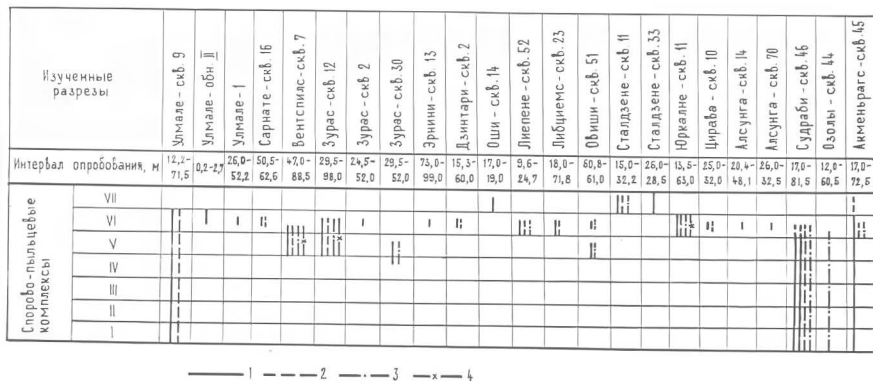 Изученные разрезы
Улмале - скв. 9
Улмале - обн. II
Улмале - 1
Сарнате - скв. 16
Вентспилс - скв. 7
Зурас - скв. 12
Зурас - скв 2
Зурас - скв. 30
Эрнини - скв. 13
Дзинтари - скв. 2
Оши - скв. 14
Лиепене - скв. 52
Либциемс - скв. 23
Овиши - скв. 51
Сталдзене - скв 11
Сталдзене - скв. 33
Юркалне - скв. 11
Цирава - скв. 10
Алсунга - скв. 14
Алсунга - скв. 70
Судраби - скв. 46
Озолы - скв. 44
Акменьрагс - скв. 45
Интервал опробования, м
12,2-71,5
0,2-2,7
26,0-52,2
50,5-62,6
47,0-88,5
29,5-98,0
24,5-52,0
29,5-52,0
73,0-99,0
15,3-60,0
17,0-19,0
9,6-24,7
18,0-71,8
60,8-61,0
15,0-32,2
26,0-28,6
13,5-63,0
25,0-32,0
20,4-48,1
26,0-32,5
17,0-81,5
12,0-60,5
17,0-72,5
Спорово-пыльцевые комплексы
VII
VI
V
IV
III
II
I
1
2
3
4